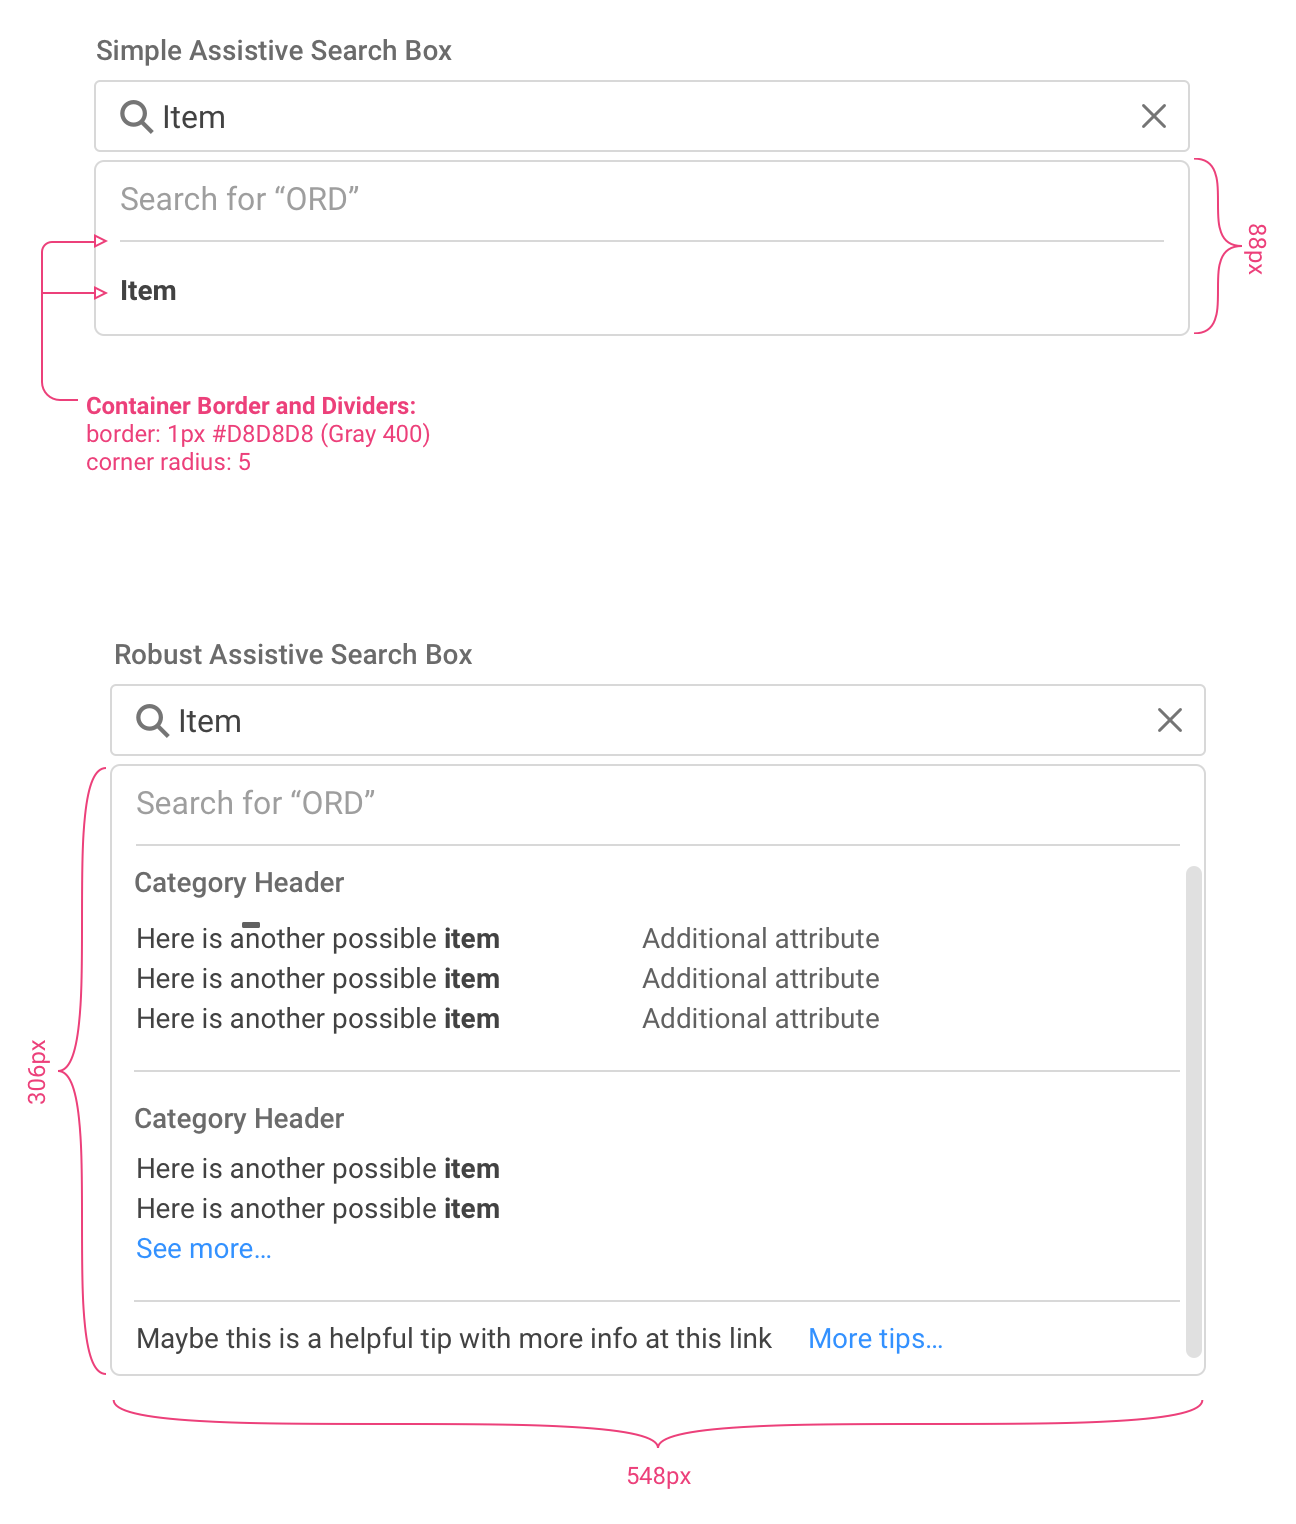 Simple Assistive Search Box
Item
Search for “ORD”
88px
Item
Container Border and Dividers:
border: 1px #D8D8D8 (Gray 400)
corner radius: 5
Robust Assistive Search Box
Item
Search for “ORD”
Category Header
Here is another possible item Additional attribute
Here is another possible item Additional attribute
Here is another possible item Additional attribute
306px
Category Header
Here is another possible item
Here is another possible item
See more…
Maybe this is a helpful tip with more info at this link More tips…
548px